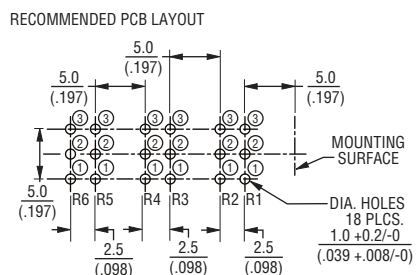 RECOMMENDED PCB LAYOUT
5.0
(.197)
5.0
(.197)
5.0
(.197)
3 3 3 3 3 3
2 2 2 2 2 2
1 1 1 1 1 1
MOUNTING
SURFACE
5.0
(.197)
R6 R5 R4 R3 R2 R1
DIA. HOLES
18 PLCS.
1.0 +0.2/-0
(.039 +.008/-0)
2.5
(.098)
2.5
(.098)
2.5
(.098)